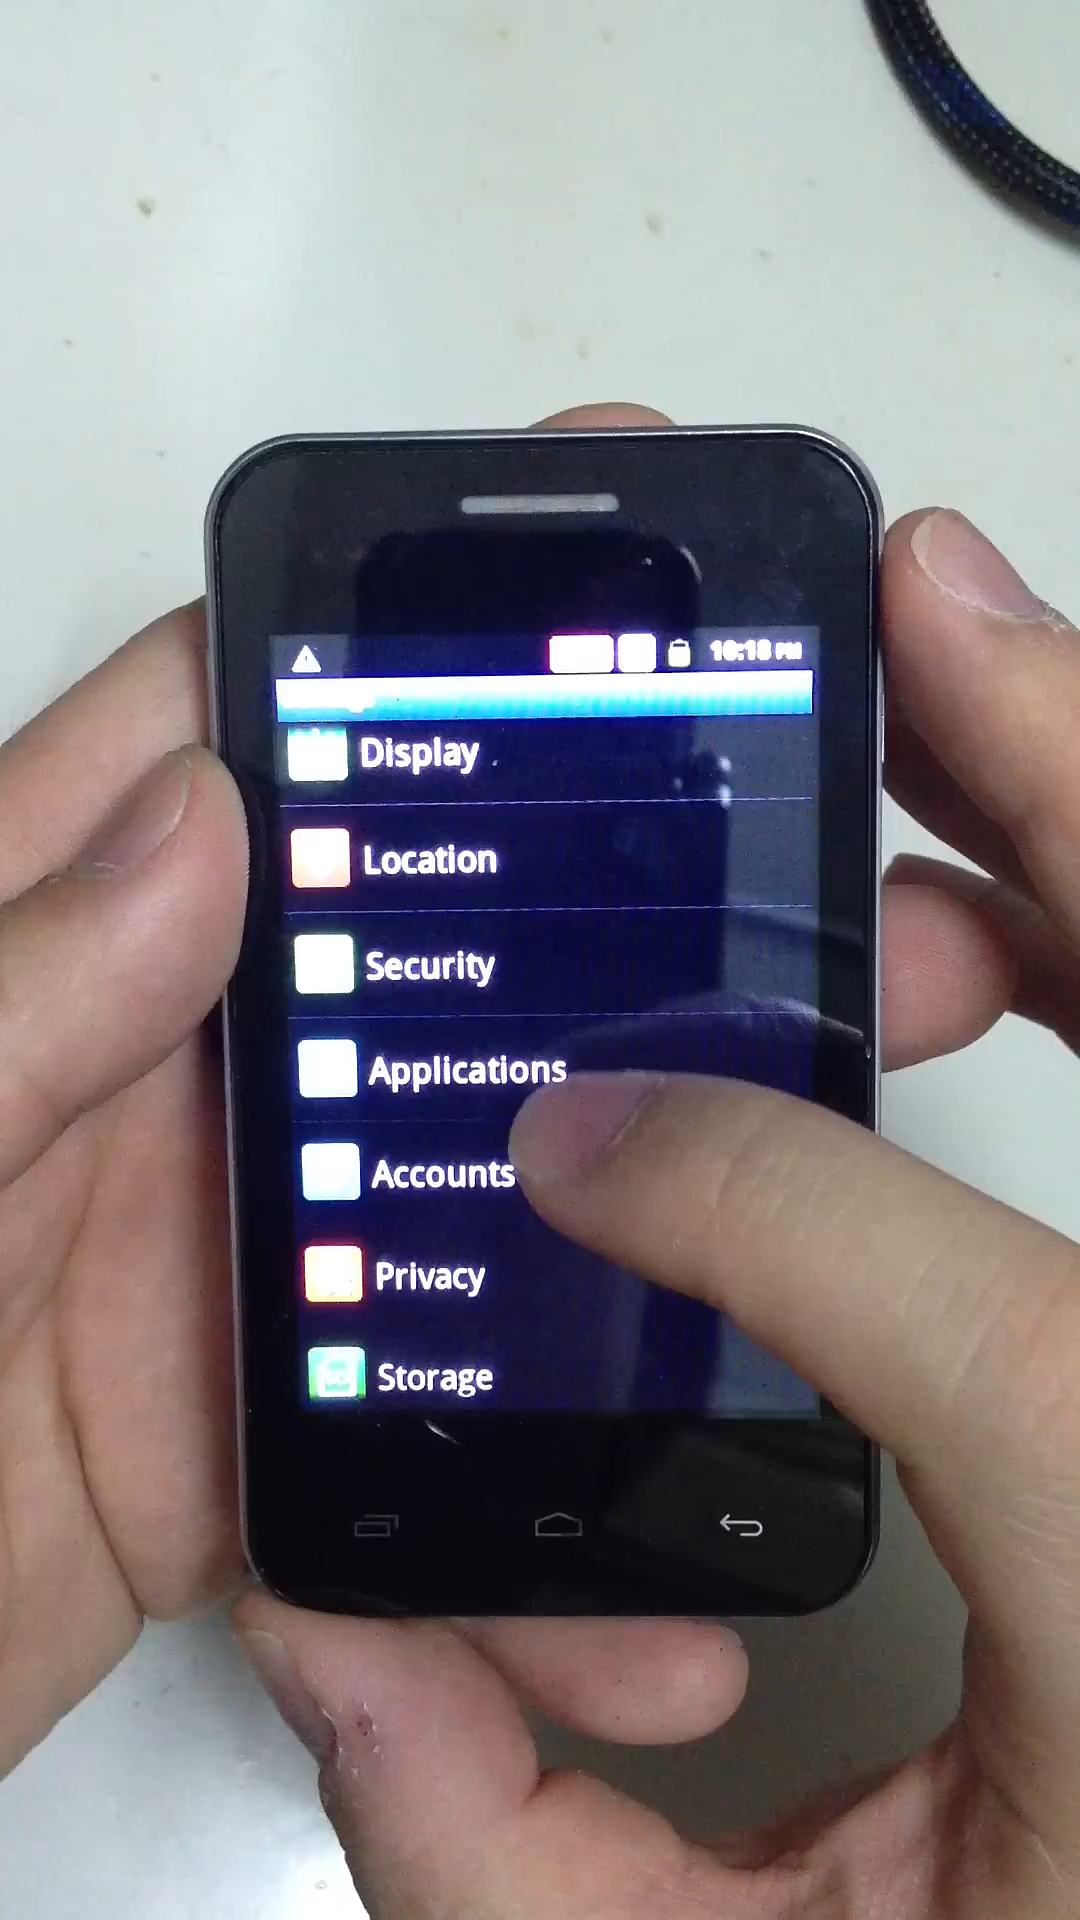 10:18 PM
Display
Location
Security
Applications
Accounts
Privacy
Storage